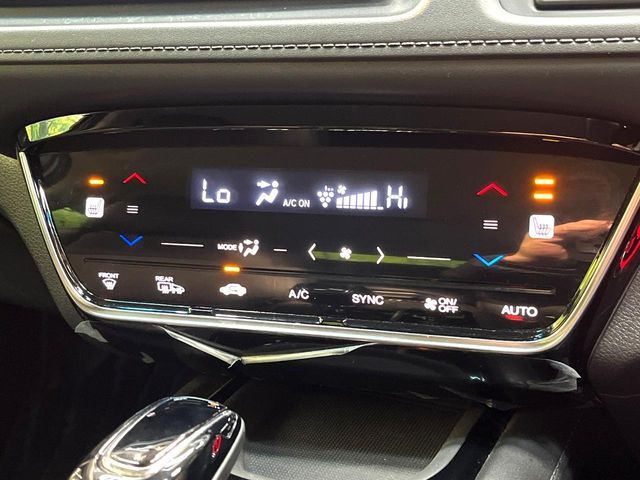 Lo A/C ON Hi
MODE
FRONT REAR A/C SYNC ON/OFF AUTO